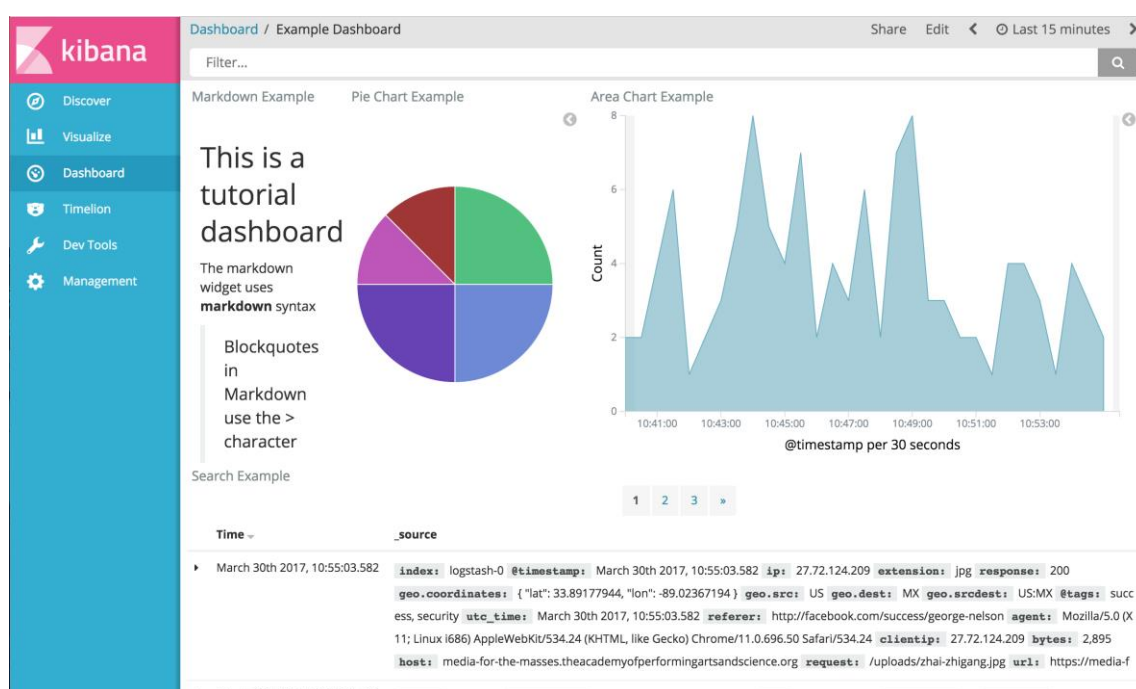 kibana
Discover
Visualize
Dashboard
Timelion
Dev Tools
Management
Dashboard / Example Dashboard
Share Edit Last 15 minutes
Filter...
Markdown Example
This is a
tutorial
dashboard
The markdown
widget uses
markdown syntax
Blockquotes
in
Markdown
use the >
character
Pie Chart Example
Area Chart Example
Count
8
6
4
2
0
10:41:00 10:43:00 10:45:00 10:47:00 10:49:00 10:51:00 10:53:00
@timestamp per 30 seconds
Search Example
1 2 3 »
Time _source
March 30th 2017, 10:55:03.582 index: logstash-0 @timestamp: March 30th 2017, 10:55:03.582 ip: 27.72.124.209 extension: jpg response: 200
geo.coordinates: { "lat": 33.89177944, "lon": -89.02367194 } geo.src: US geo.dest: MX geo.srcdest: US:MX @tags: succ
ess, security utc_time: March 30th 2017, 10:55:03.582 referer: http://facebook.com/success/george-nelson agent: Mozilla/5.0 (X
11; Linux i686) AppleWebKit/534.24 (KHTML, like Gecko) Chrome/11.0.696.50 Safari/534.24 clientip: 27.72.124.209 bytes: 2,895
host: media-for-the-masses.theacademyofperformingartsandscience.org request: /uploads/zhai-zhigang.jpg url: https://media-f